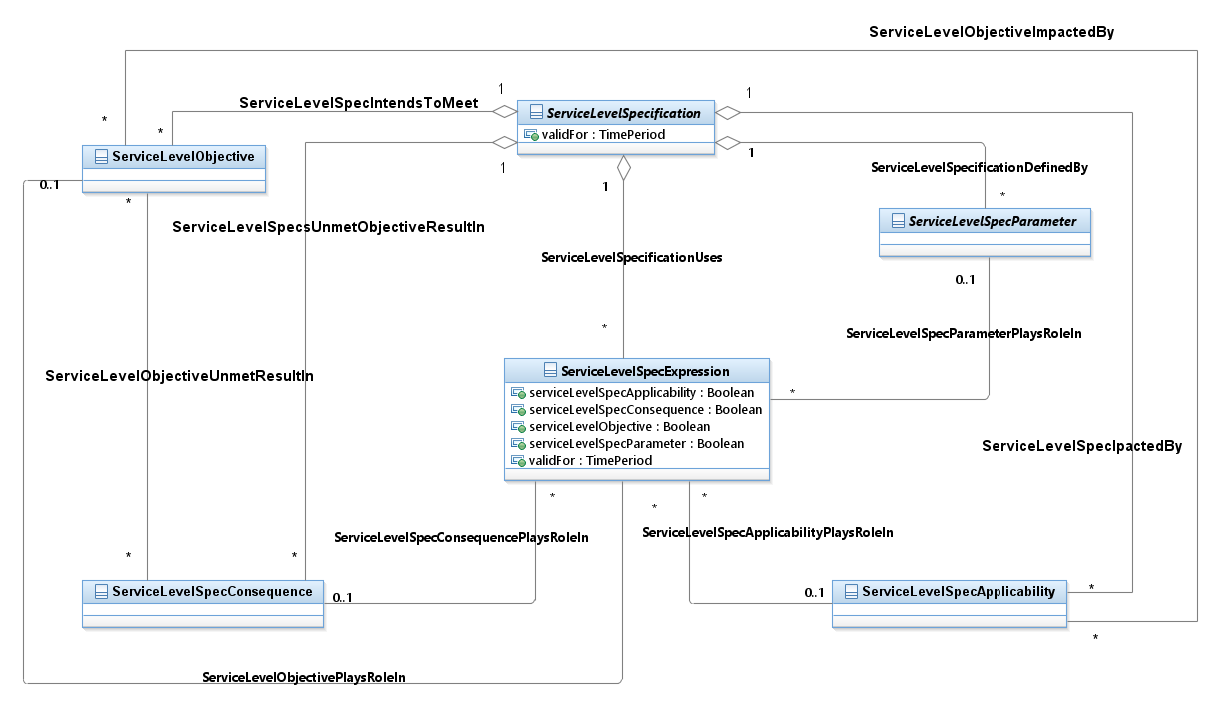 ServiceLevelObjectiveImpactedBy
1
1
ServiceLevelSpecIntendsToMeet
ServiceLevelSpecification
*
*
validFor : TimePeriod
ServiceLevelObjective
1
1
ServiceLevelSpecificationDefinedBy
0..1
1
*
*
ServiceLevelSpecsUnmetObjectiveResultIn
ServiceLevelSpecParameter
ServiceLevelSpecificationUses
0..1
*
ServiceLevelSpecParameterPlaysRoleIn
ServiceLevelObjectiveUnmetResultIn
ServiceLevelSpecExpression
serviceLevelSpecApplicability : Boolean
*
serviceLevelSpecConsequence : Boolean
serviceLevelObjective : Boolean
serviceLevelSpecParameter : Boolean
ServiceLevelSpecIpactedBy
validFor : TimePeriod
*
*
*
ServiceLevelSpecConsequencePlaysRoleIn
ServiceLevelSpecApplicabilityPlaysRoleIn
*
*
ServiceLevelSpecConsequence
0..1
0..1
ServiceLevelSpecApplicability
*
*
ServiceLevelObjectivePlaysRoleIn